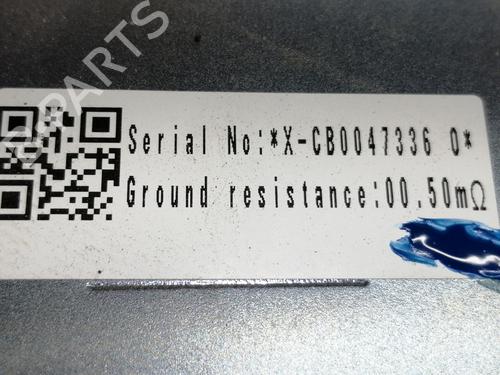 B-PARTS
Serial No:*X-CB0047336 0*
Ground resistance:00.50mΩ